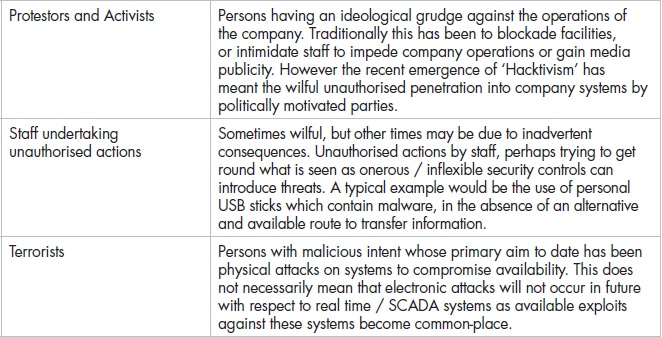 Protestors and Activists
Persons having an ideological grudge against the operations of
the company. Traditionally this has been to blockade facilities,
or intimidate staff to impede company operations or gain media
publicity. However the recent emergence of ‘Hacktivism’ has
meant the wilful unauthorised penetration into company systems by
politically motivated parties.
Staff undertaking
unauthorised actions
Sometimes wilful, but other times may be due to inadvertent
consequences. Unauthorised actions by staff, perhaps trying to get
round what is seen as onerous / inflexible security controls can
introduce threats. A typical example would be the use of personal
USB sticks which contain malware, in the absence of an alternative
and available route to transfer information.
Terrorists
Persons with malicious intent whose primary aim to date has been
physical attacks on systems to compromise availability. This does
not necessarily mean that electronic attacks will not occur in future
with respect to real time / SCADA systems as available exploits
against these systems become common-place.